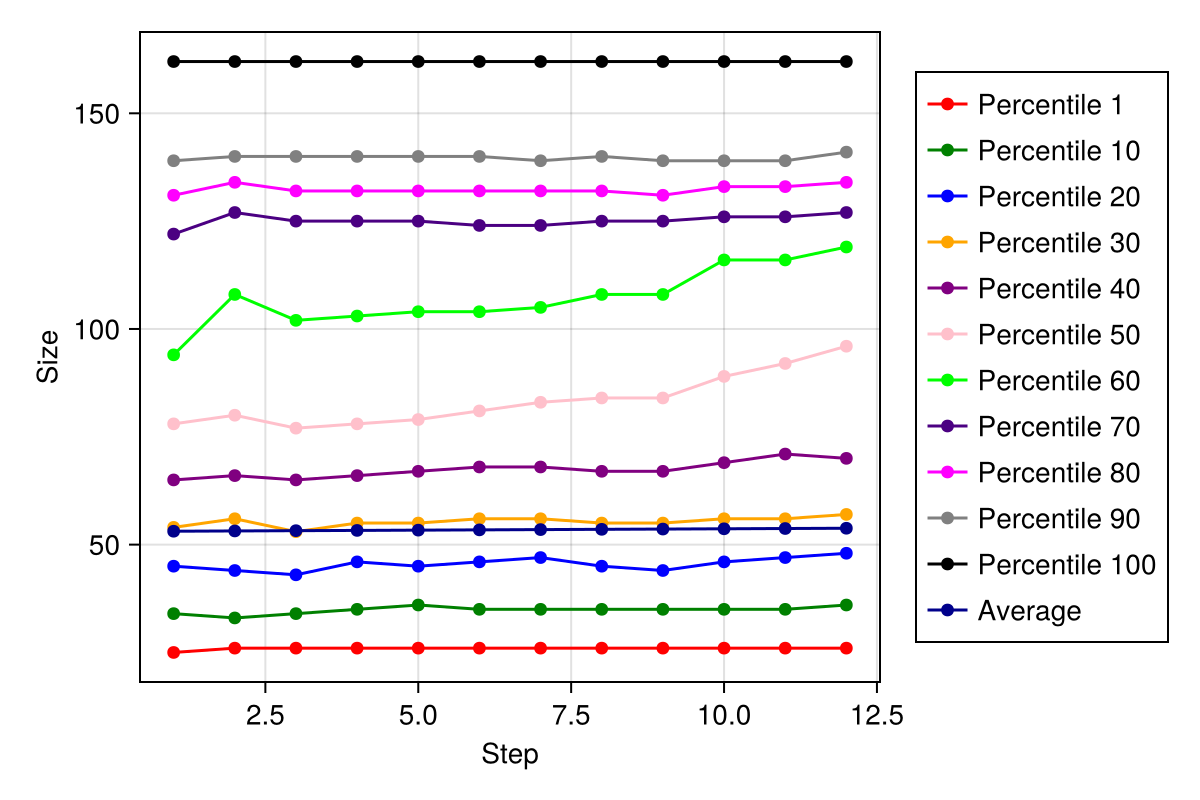 150
100
50
Size
2.5 5.0 7.5 10.0 12.5
Step
Percentile 1
Percentile 10
Percentile 20
Percentile 30
Percentile 40
Percentile 50
Percentile 60
Percentile 70
Percentile 80
Percentile 90
Percentile 100
Average